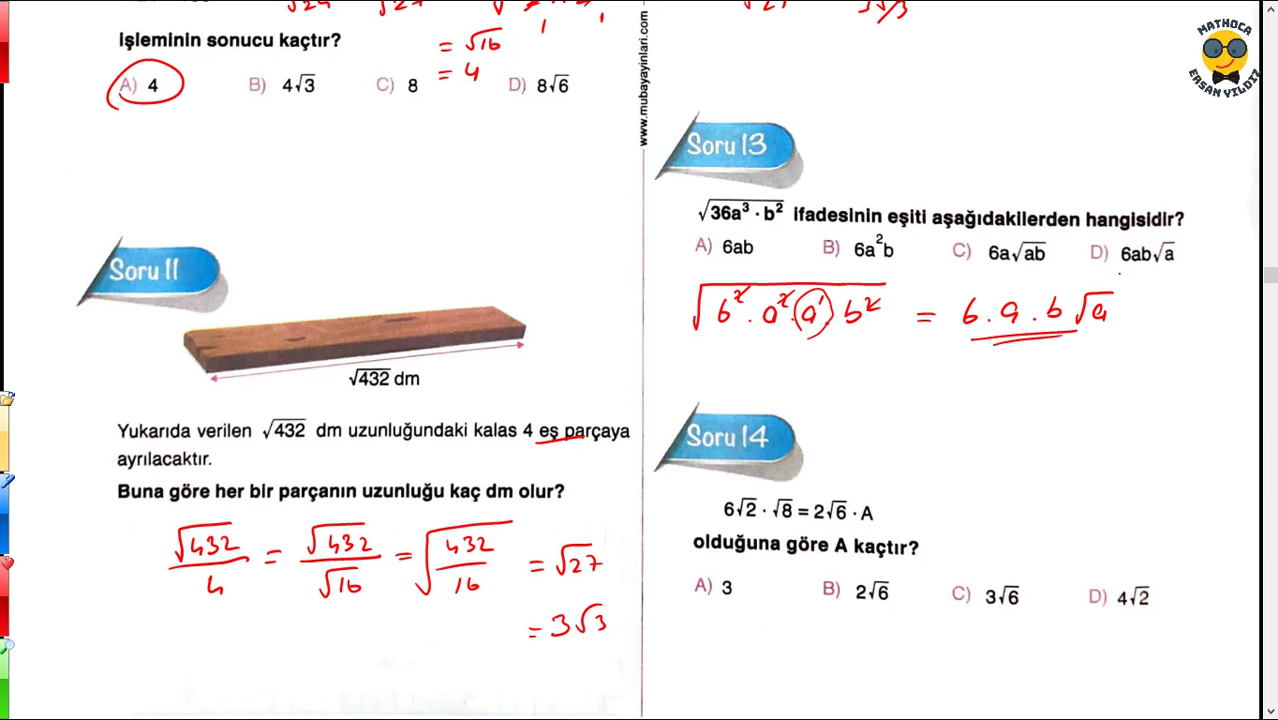 işleminin sonucu kaçtır?
= √16
= 4
A) 4 B) 4√3 C) 8 D) 8√6
Soru 11
√432 dm
Yukarıda verilen √432 dm uzunluğundaki kalas 4 eş parçaya
ayrılacaktır.
Buna göre her bir parçanın uzunluğu kaç dm olur?
√432 / 4 = √432 / √16 = √(432 / 16) = √27
= 3√3
www.mubayayinlari.com
MATHOCA
ERSAN YILDIZ
Soru 13
√36a³ · b² ifadesinin eşiti aşağıdakilerden hangisidir?
A) 6ab B) 6a²b C) 6a√ab D) 6ab√a
√6² . a² . a¹ . b² = 6 . a . b √a
Soru 14
6√2 · √8 = 2√6 · A
olduğuna göre A kaçtır?
A) 3 B) 2√6 C) 3√6 D) 4√2